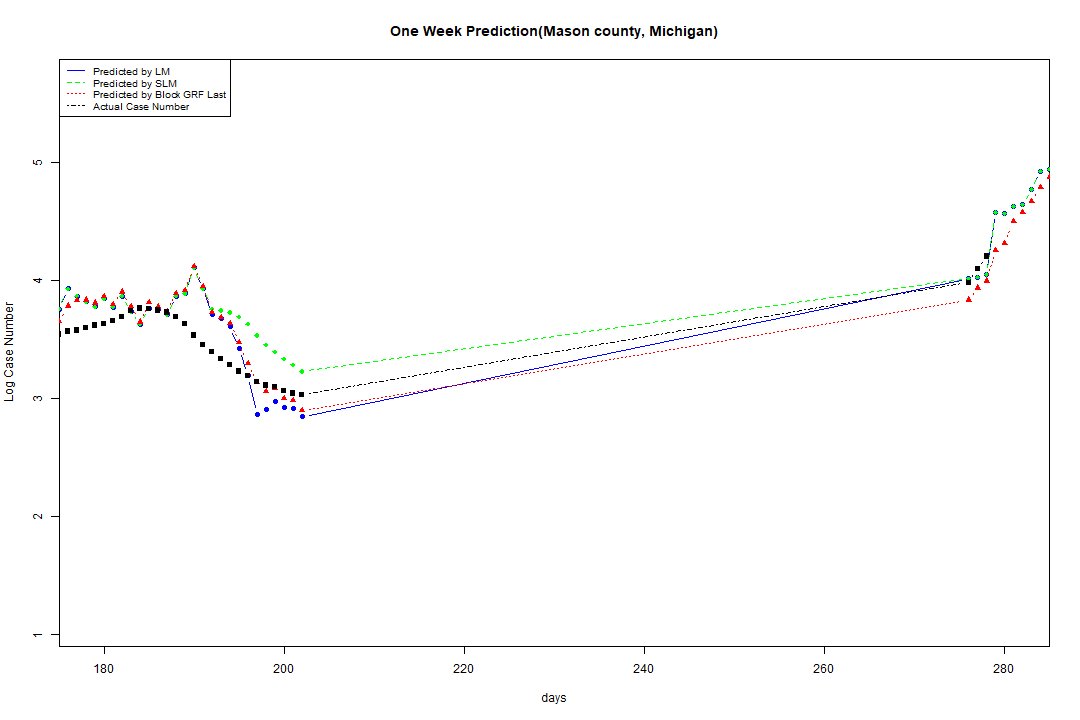 One Week Prediction(Mason county, Michigan)
Predicted by LM
Predicted by SLM
Predicted by Block GRF Last
Actual Case Number
5
4
3
2
1
Log Case Number
180 200 220 240 260 280
days